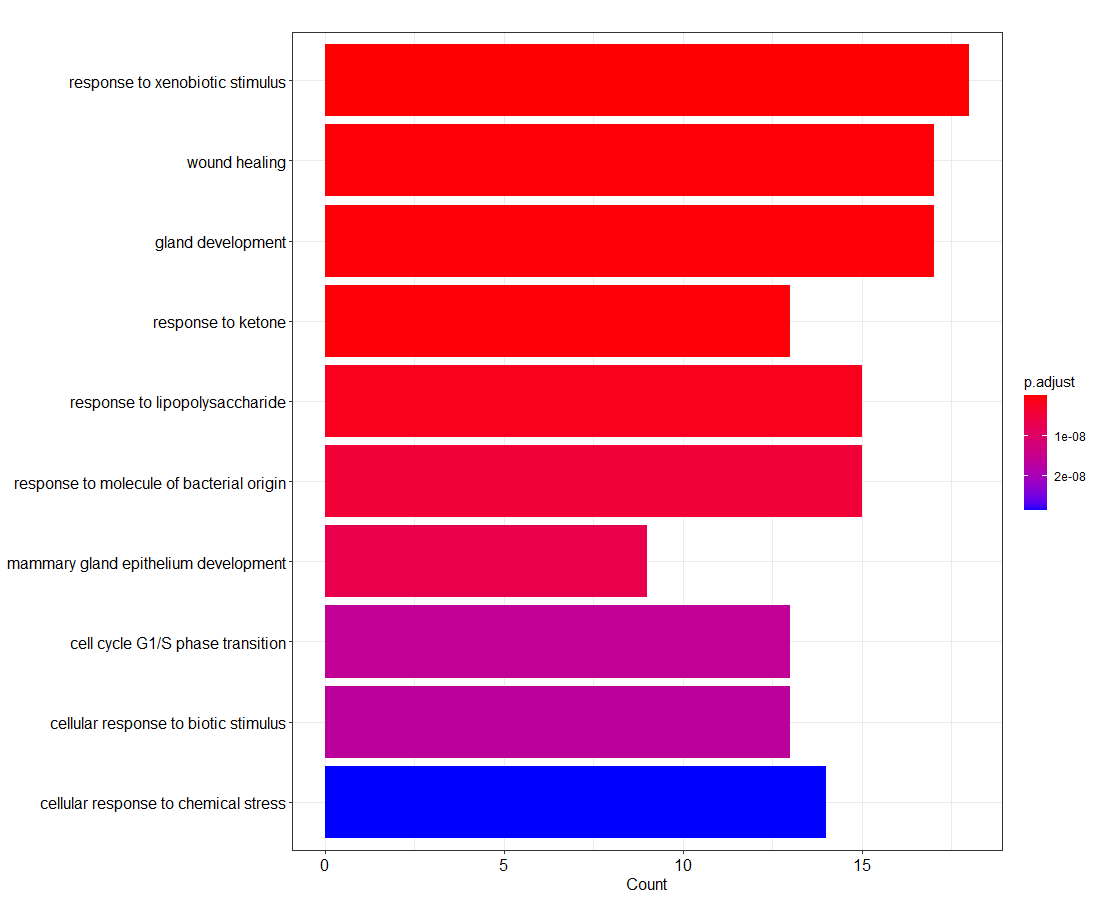 response to xenobiotic stimulus
wound healing
gland development
response to ketone
response to lipopolysaccharide
response to molecule of bacterial origin
mammary gland epithelium development
cell cycle G1/S phase transition
cellular response to biotic stimulus
cellular response to chemical stress
0 5 10 15
Count
p.adjust
1e-08
2e-08